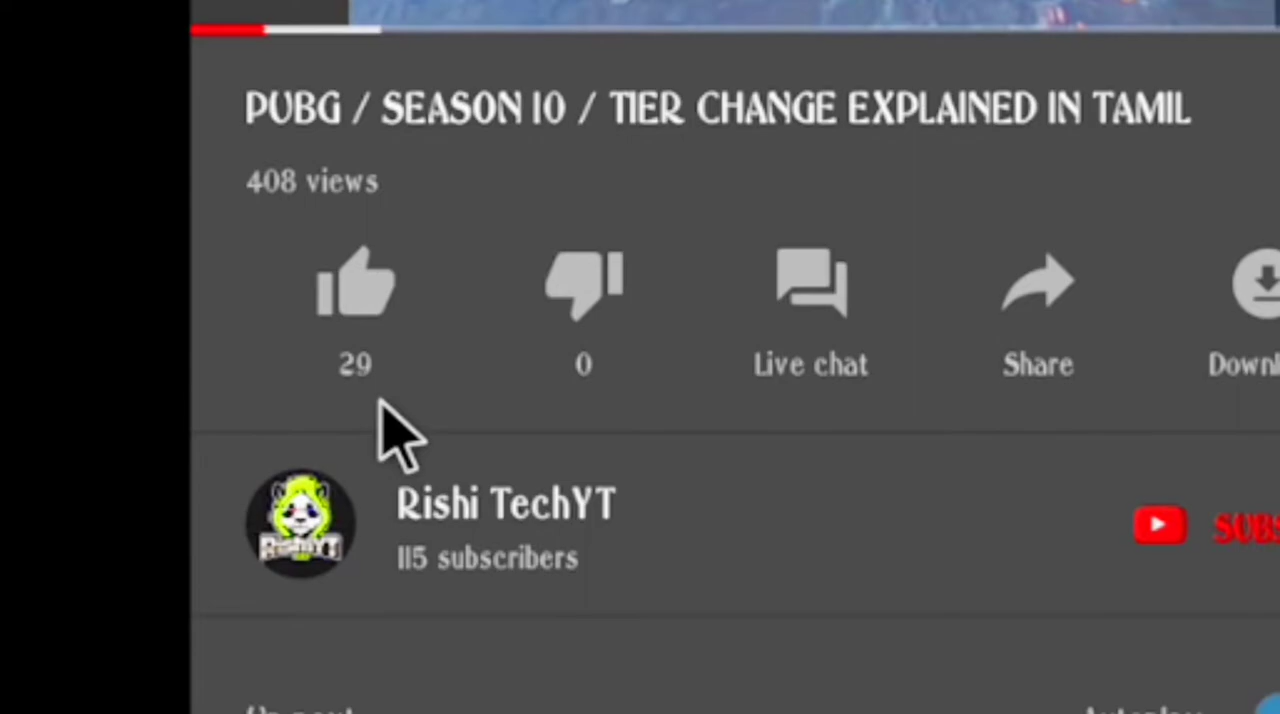 PUBG / SEASON 10 / TIER CHANGE EXPLAINED IN TAMIL
408 views
29 0 Live chat Share
Rishi TechYT
RishiYT
115 subscribers